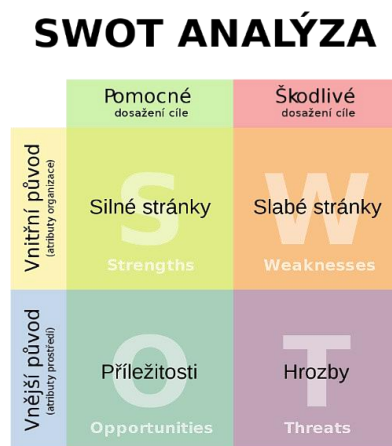 SWOT ANALÝZA
Pomocné
dosažení cíle
Škodlivé
dosažení cíle
Vnitřní původ
(atributy organizace)
S
Silné stránky
Strengths
W
Slabé stránky
Weaknesses
Vnější původ
(atributy prostředí)
O
Příležitosti
Opportunities
T
Hrozby
Threats